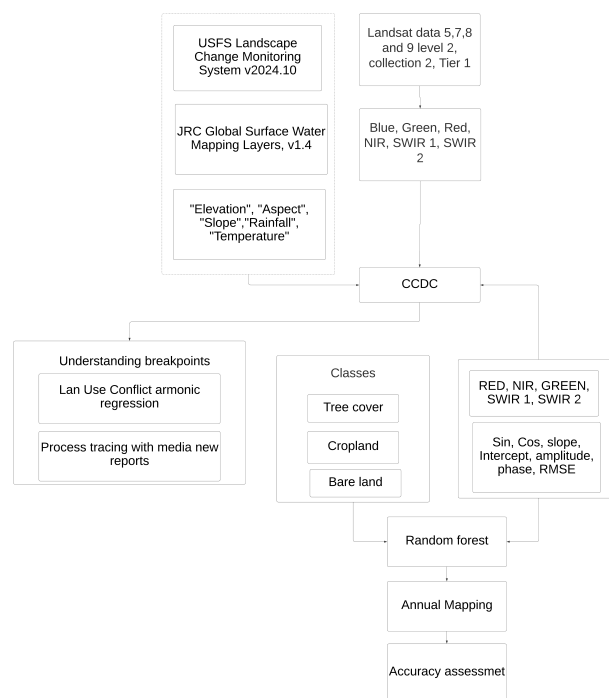 USFS Landscape
Change Monitoring
System v2024.10
JRC Global Surface Water
Mapping Layers, v1.4
"Elevation", "Aspect",
"Slope","Rainfall",
"Temperature"
Landsat data 5,7,8
and 9 level 2,
collection 2, Tier 1
Blue, Green, Red,
NIR, SWIR 1, SWIR
2
CCDC
Understanding breakpoints
Lan Use Conflict armonic
regression
Process tracing with media new
reports
Classes
Tree cover
Cropland
Bare land
RED, NIR, GREEN,
SWIR 1, SWIR 2
Sin, Cos, slope,
Intercept, amplitude,
phase, RMSE
Random forest
Annual Mapping
Accuracy assessmet